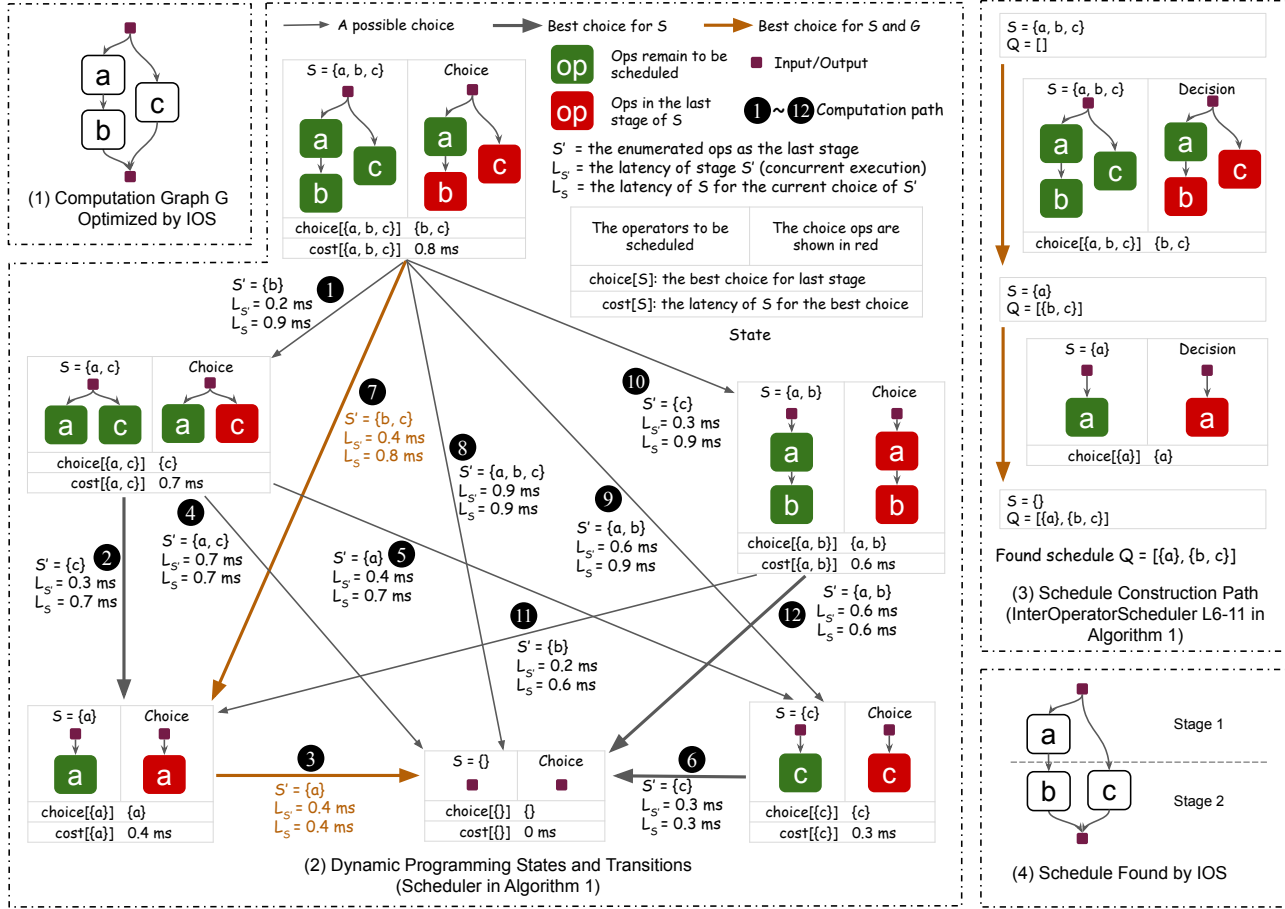 a
c
b
(1) Computation Graph G
Optimized by IOS
A possible choice
Best choice for S
Best choice for S and G
S = {a, b, c}
Choice
a
c
b
a
c
b
choice[{a, b, c}]
{b, c}
cost[{a, b, c}]
0.8 ms
op
Ops remain to be
scheduled
Input/Output
op
Ops in the last
stage of S
1 ~ 12 Computation path
S' = the enumerated ops as the last stage
L_S' = the latency of stage S' (concurrent execution)
L_S = the latency of S for the current choice of S'
The operators to be
scheduled
The choice ops are
shown in red
choice[S]: the best choice for last stage
cost[S]: the latency of S for the best choice
State
1
S' = {b}
L_S' = 0.2 ms
L_S = 0.9 ms
S = {a, c}
Choice
a
c
a
c
choice[{a, c}]
{c}
cost[{a, c}]
0.7 ms
7
S' = {b, c}
L_S' = 0.4 ms
L_S = 0.8 ms
8
S' = {a, b, c}
L_S' = 0.9 ms
L_S = 0.9 ms
10
S' = {c}
L_S' = 0.3 ms
L_S = 0.9 ms
9
S' = {a, b}
L_S' = 0.6 ms
L_S = 0.9 ms
S = {a, b}
Choice
a
b
a
b
choice[{a, b}]
{a, b}
cost[{a, b}]
0.6 ms
2
S' = {c}
L_S' = 0.3 ms
L_S = 0.7 ms
4
S' = {a, c}
L_S' = 0.7 ms
L_S = 0.7 ms
5
S' = {a}
L_S' = 0.4 ms
L_S = 0.7 ms
11
S' = {b}
L_S' = 0.2 ms
L_S = 0.6 ms
12
S' = {a, b}
L_S' = 0.6 ms
L_S = 0.6 ms
S = {a}
Choice
a
a
choice[{a}]
{a}
cost[{a}]
0.4 ms
3
S' = {a}
L_S' = 0.4 ms
L_S = 0.4 ms
S = {}
Choice
choice[{}]
{}
cost[{}]
0 ms
6
S' = {c}
L_S' = 0.3 ms
L_S = 0.3 ms
S = {c}
Choice
c
c
choice[{c}]
{c}
cost[{c}]
0.3 ms
(2) Dynamic Programming States and Transitions
(Scheduler in Algorithm 1)
S = {a, b, c}
Q = []
S = {a, b, c}
Decision
a
c
b
a
c
b
choice[{a, b, c}]
{b, c}
S = {a}
Q = [{b, c}]
S = {a}
Decision
a
a
choice[{a}]
{a}
S = {}
Q = [{a}, {b, c}]
Found schedule Q = [{a}, {b, c}]
(3) Schedule Construction Path
(InterOperatorScheduler L6-11 in
Algorithm 1)
a
Stage 1
b
c
Stage 2
(4) Schedule Found by IOS